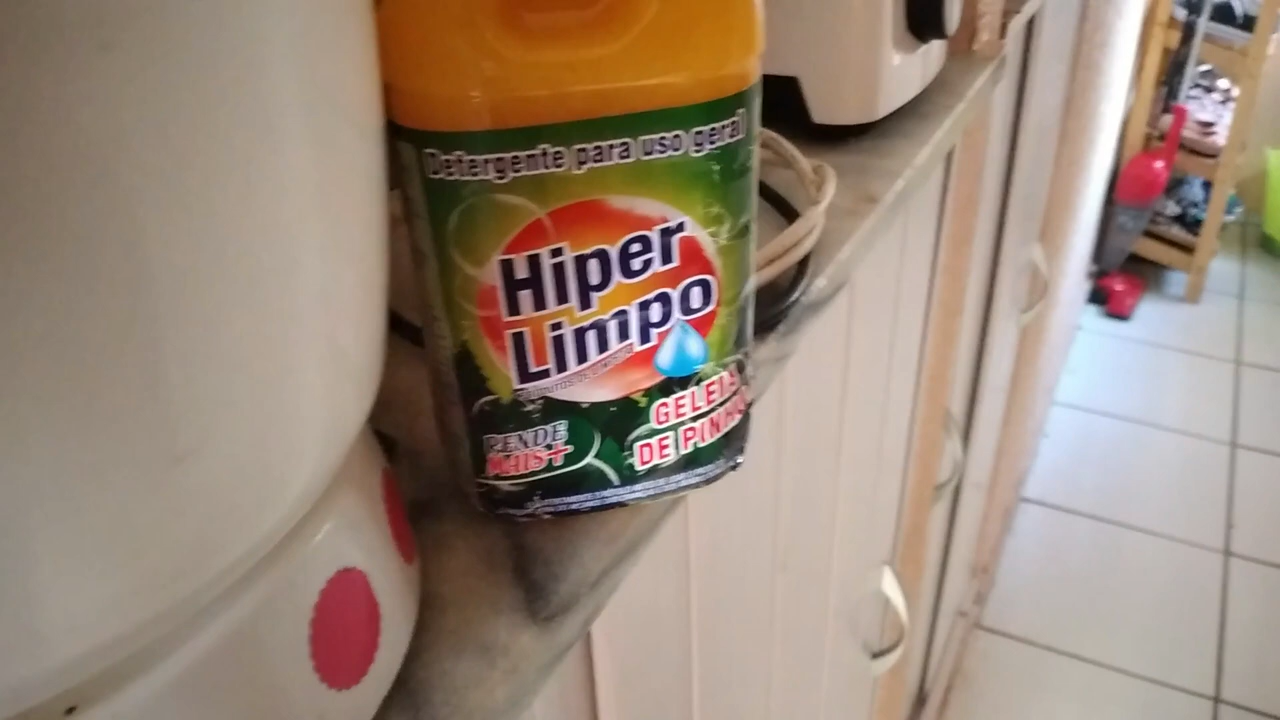 Detergente para uso geral
Hiper
Limpo
RENDE
MAIS+
GELEIA
DE PINHO